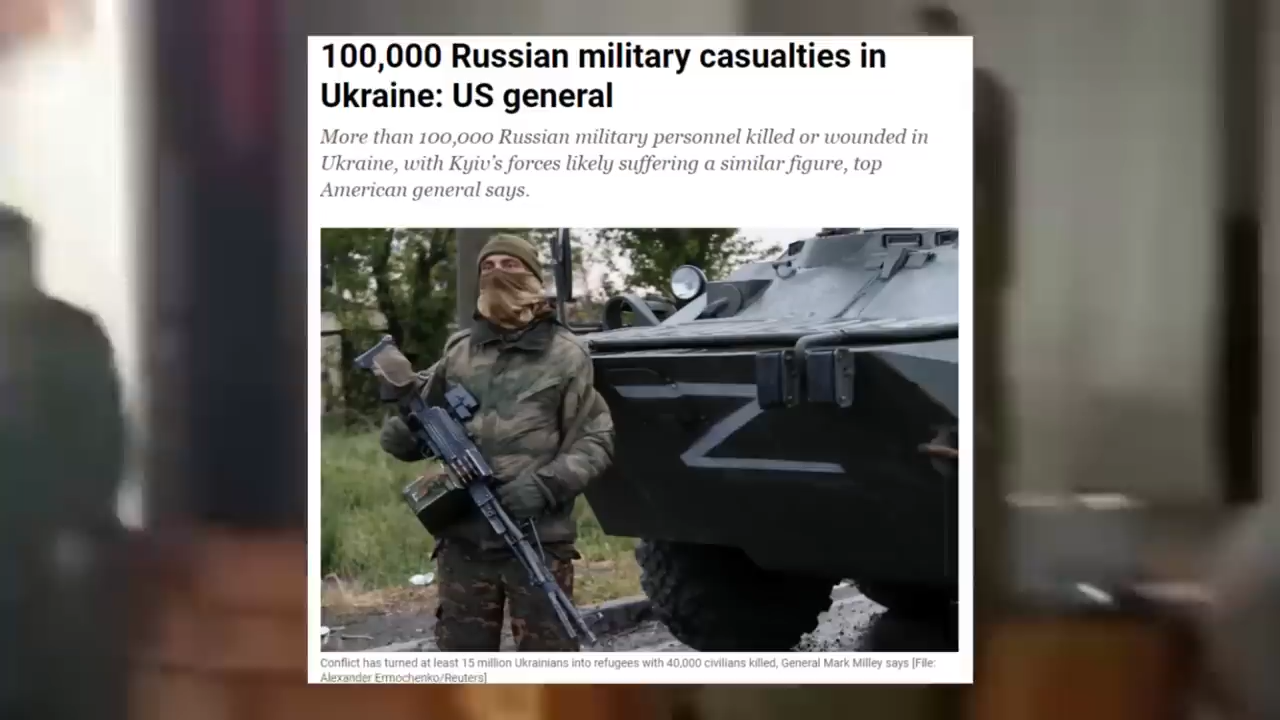 100,000 Russian military casualties in
Ukraine: US general
More than 100,000 Russian military personnel killed or wounded in
Ukraine, with Kyiv's forces likely suffering a similar figure, top
American general says.
Z
Conflict has turned at least 15 million Ukrainians into refugees with 40,000 civilians killed, General Mark Milley says [File:
Alexander Ermochenko/Reuters]